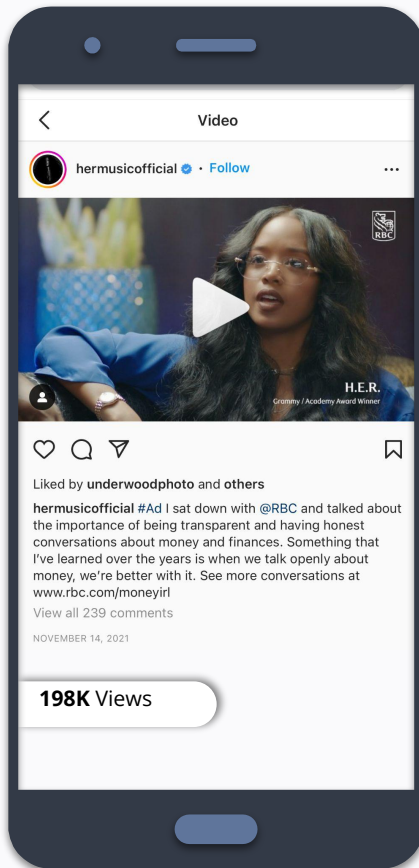 Video
hermusicofficial • Follow
RBC
H.E.R.
Grammy / Academy Award Winner
Liked by underwoodphoto and others
hermusicofficial #Ad I sat down with @RBC and talked about
the importance of being transparent and having honest
conversations about money and finances. Something that
I've learned over the years is when we talk openly about
money, we're better with it. See more conversations at
www.rbc.com/moneyirl
View all 239 comments
NOVEMBER 14, 2021
198K Views